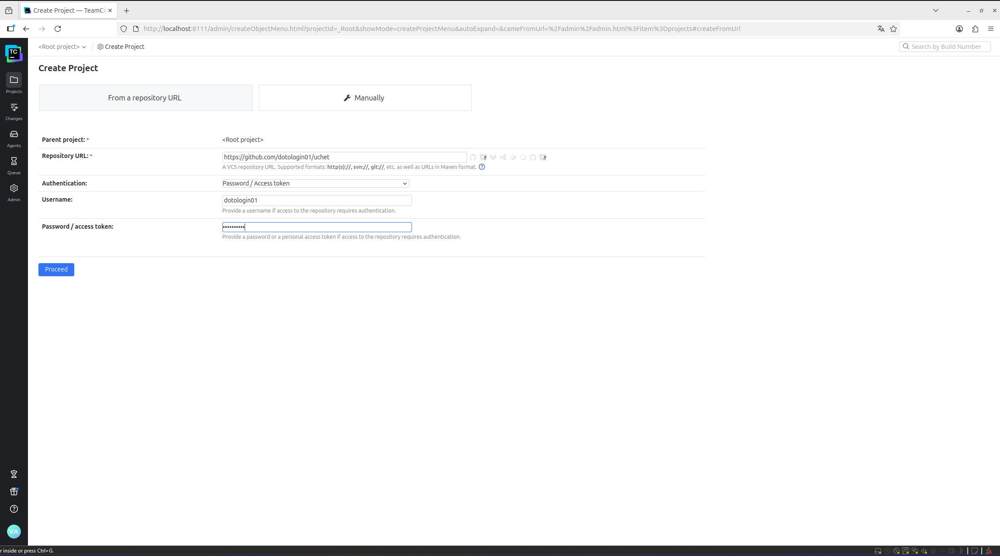 Create Project — TeamCi
http://localhost:8111/admin/createObjectMenu.html?projectId=_Root&showMode=createProjectMenu&autoExpand=&cameFromUrl=%2Fadmin%2Fadmin.html%3Fitem%3Dprojects#createFromUrl
TC
<Root project> / Create Project
Search by Build Number
Create Project
Projects
From a repository URL
Manually
Changes
Agents
Parent project: *
<Root project>
Repository URL: *
https://github.com/dotologin01/uchet
A VCS repository URL. Supported formats: http(s)://, svn://, git://, etc. as well as URLs in Maven format. ?
Queue
Authentication:
Password / Access token
Admin
Username:
dotologin01
Provide a username if access to the repository requires authentication.
Password / access token:
••••••••••
Provide a password or a personal access token if access to the repository requires authentication.
Proceed
VA
r inside or press Ctrl+G.